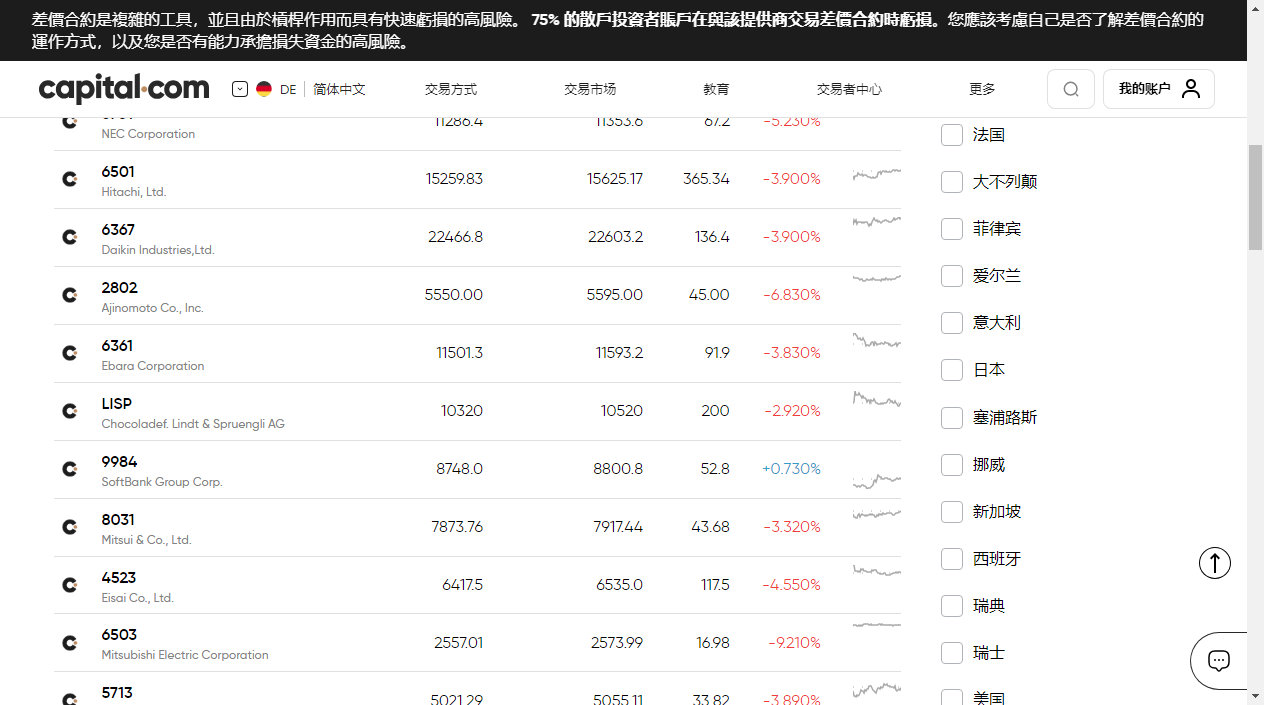 差價合約是複雜的工具，並且由於槓桿作用而具有快速虧損的高風險。 75% 的散戶投資者賬戶在與該提供商交易差價合約時虧損。您應該考慮自己是否了解差價合約的
運作方式，以及您是否有能力承擔損失資金的高風險。
capital.com DE 简体中文 交易方式 交易市场 教育 交易者中心 更多 我的账户
11286.4 11353.6 67.2 -5.230%
NEC Corporation
6501 15259.83 15625.17 365.34 -3.900%
Hitachi, Ltd.
6367 22466.8 22603.2 136.4 -3.900%
Daikin Industries,Ltd.
2802 5550.00 5595.00 45.00 -6.830%
Ajinomoto Co., Inc.
6361 11501.3 11593.2 91.9 -3.830%
Ebara Corporation
LISP 10320 10520 200 -2.920%
Chocoladef. Lindt & Spruengli AG
9984 8748.0 8800.8 52.8 +0.730%
SoftBank Group Corp.
8031 7873.76 7917.44 43.68 -3.320%
Mitsui & Co., Ltd.
4523 6417.5 6535.0 117.5 -4.550%
Eisai Co., Ltd.
6503 2557.01 2573.99 16.98 -9.210%
Mitsubishi Electric Corporation
5713 5021.29 5055.11 33.82 -3.890%
法国
大不列颠
菲律宾
爱尔兰
意大利
日本
塞浦路斯
挪威
新加坡
西班牙
瑞典
瑞士
美国